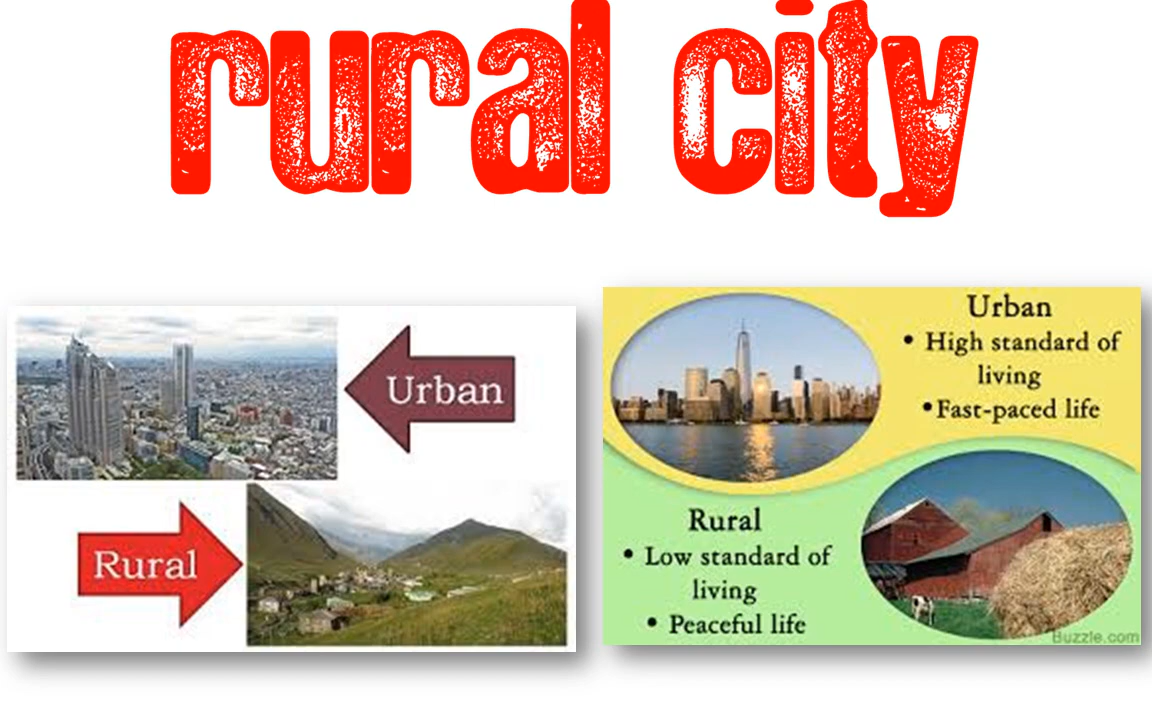 rural city
Urban
Rural
Urban
• High standard of
living
• Fast-paced life
Rural
• Low standard of
living
• Peaceful life
Buzzle.com